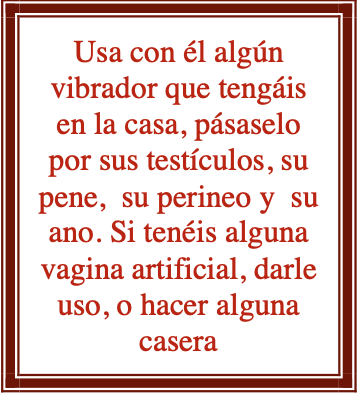 Usa con él algún
vibrador que tengáis
en la casa, pásaselo
por sus testículos, su
pene,  su perineo y  su
ano. Si tenéis alguna
vagina artificial, darle
uso, o hacer alguna
casera